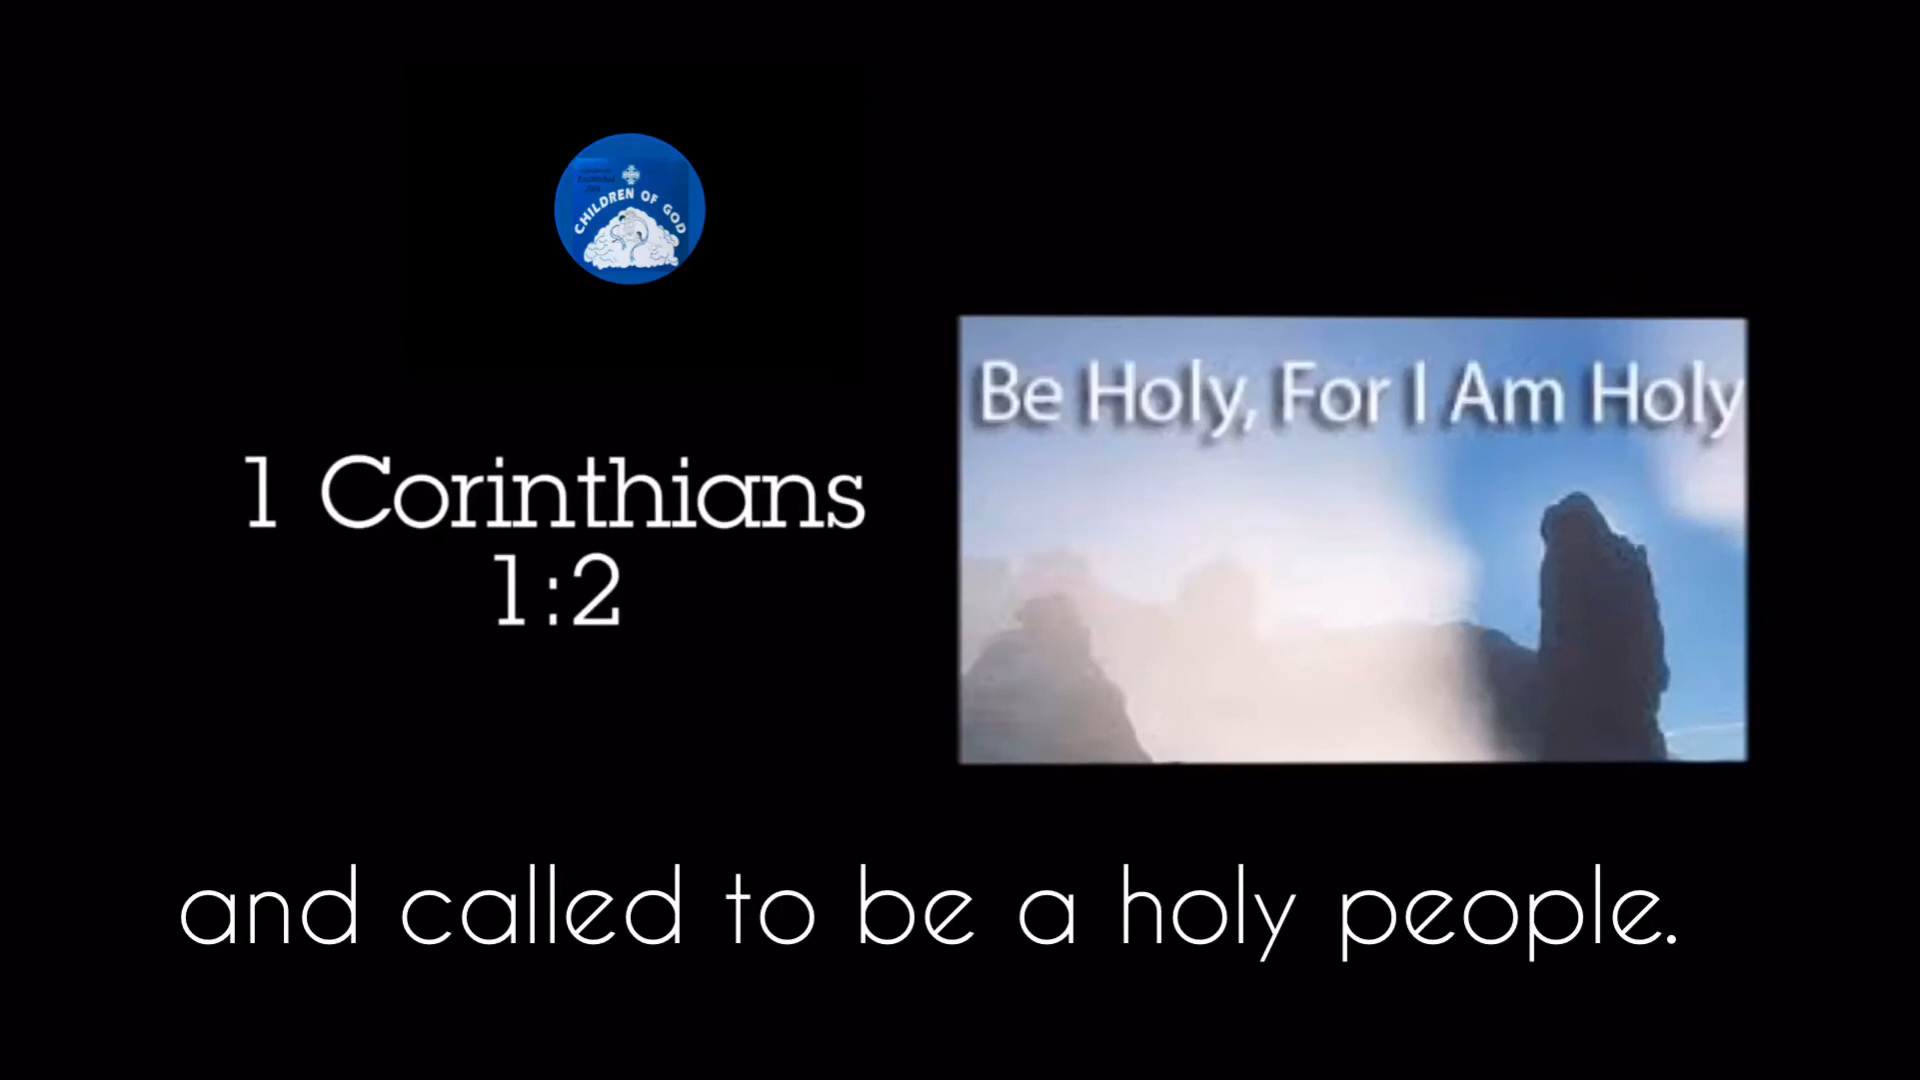 CHILDREN OF GOD
Be Holy, For I Am Holy
1 Corinthians
1:2
and called to be a holy people.